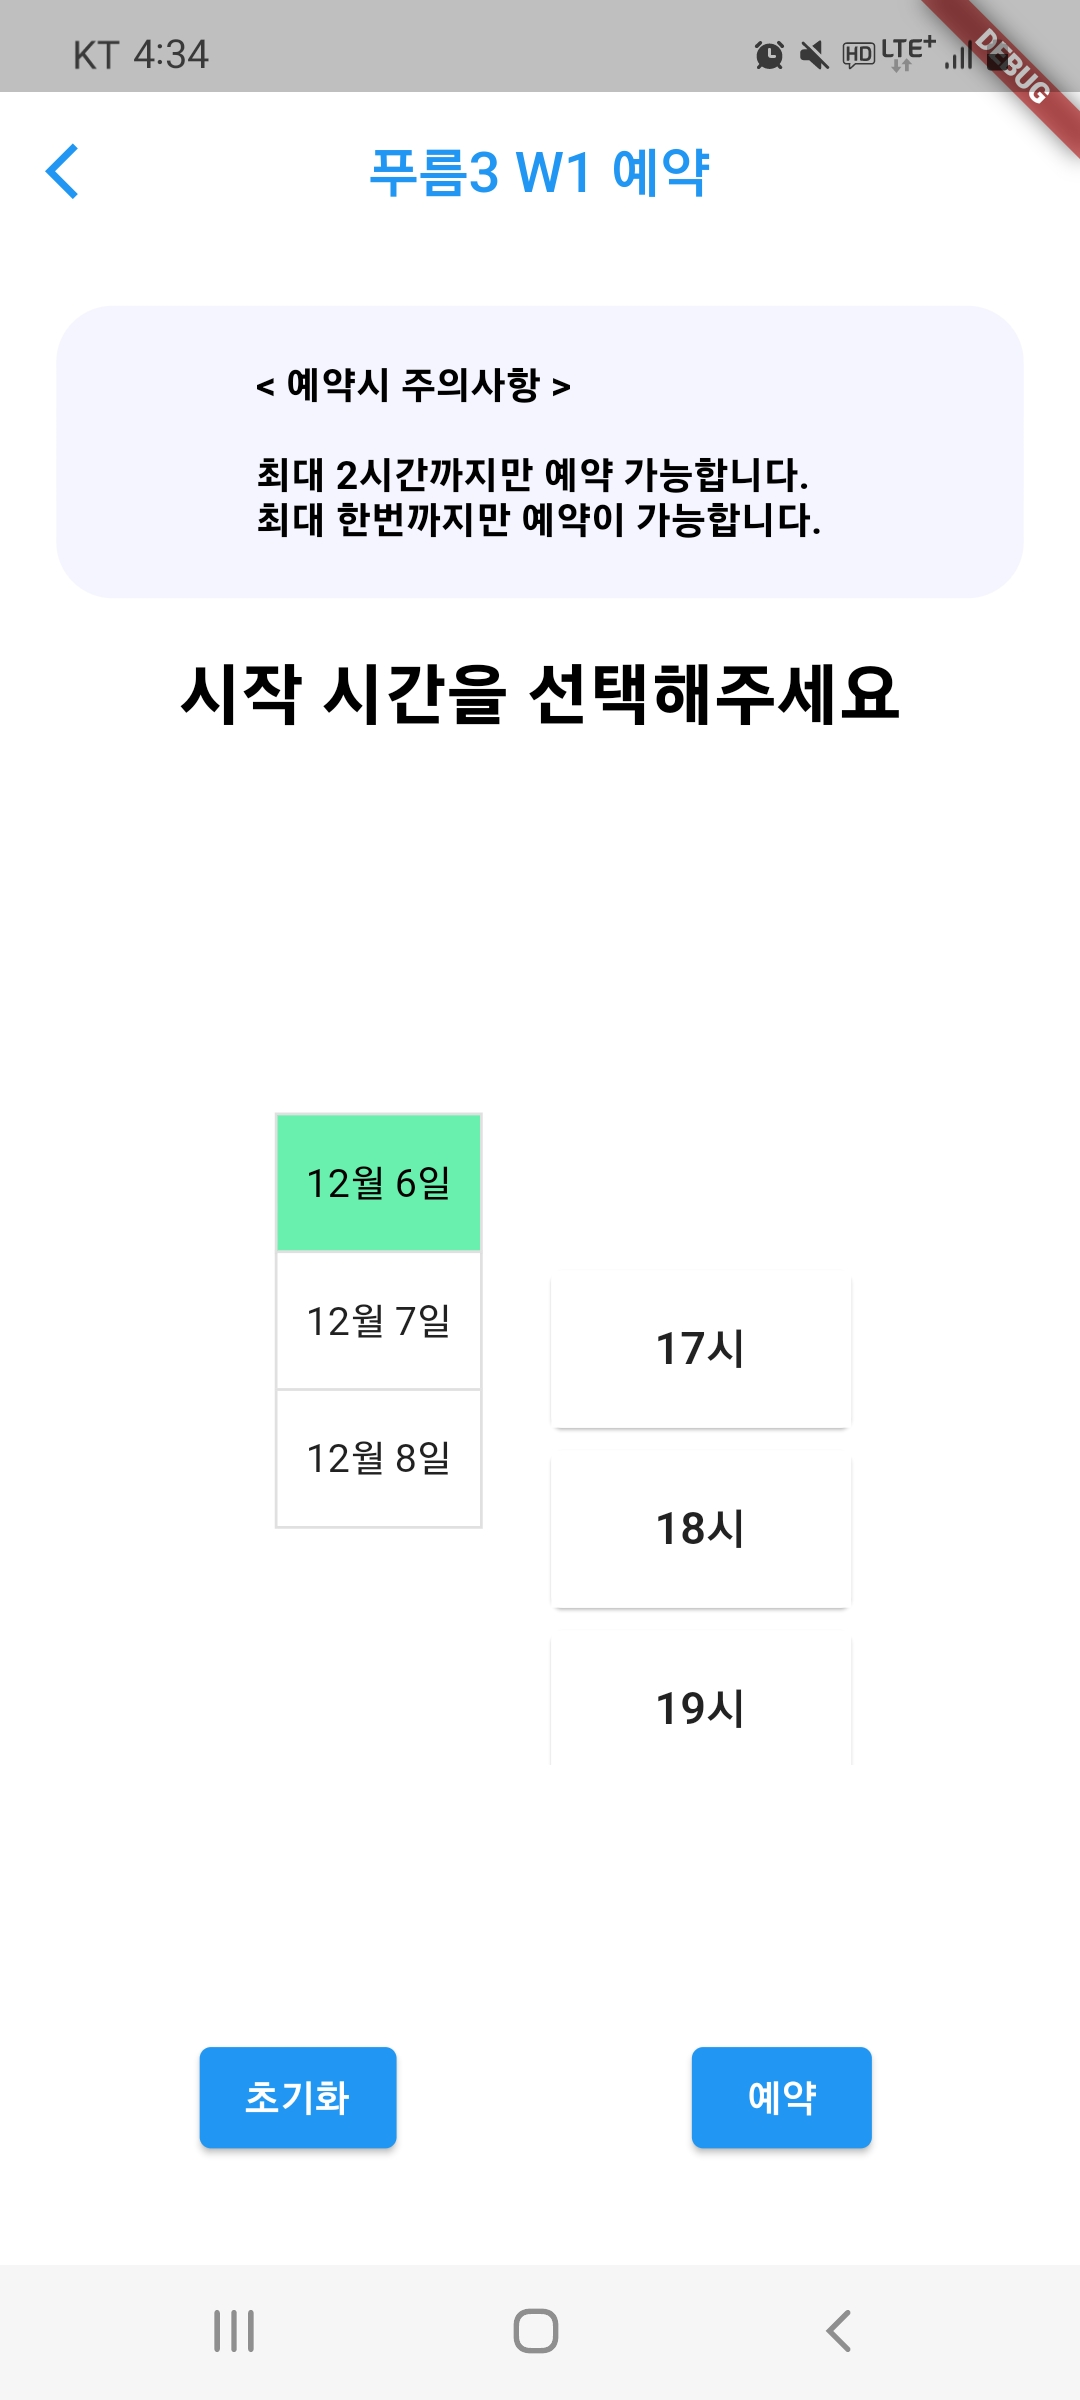 KT 4:34
HD LTE+
DEBUG
푸름3 W1 예약
< 예약시 주의사항 >
최대 2시간까지만 예약 가능합니다.
최대 한번까지만 예약이 가능합니다.
시작 시간을 선택해주세요
12월 6일
12월 7일
12월 8일
17시
18시
19시
초기화
예약